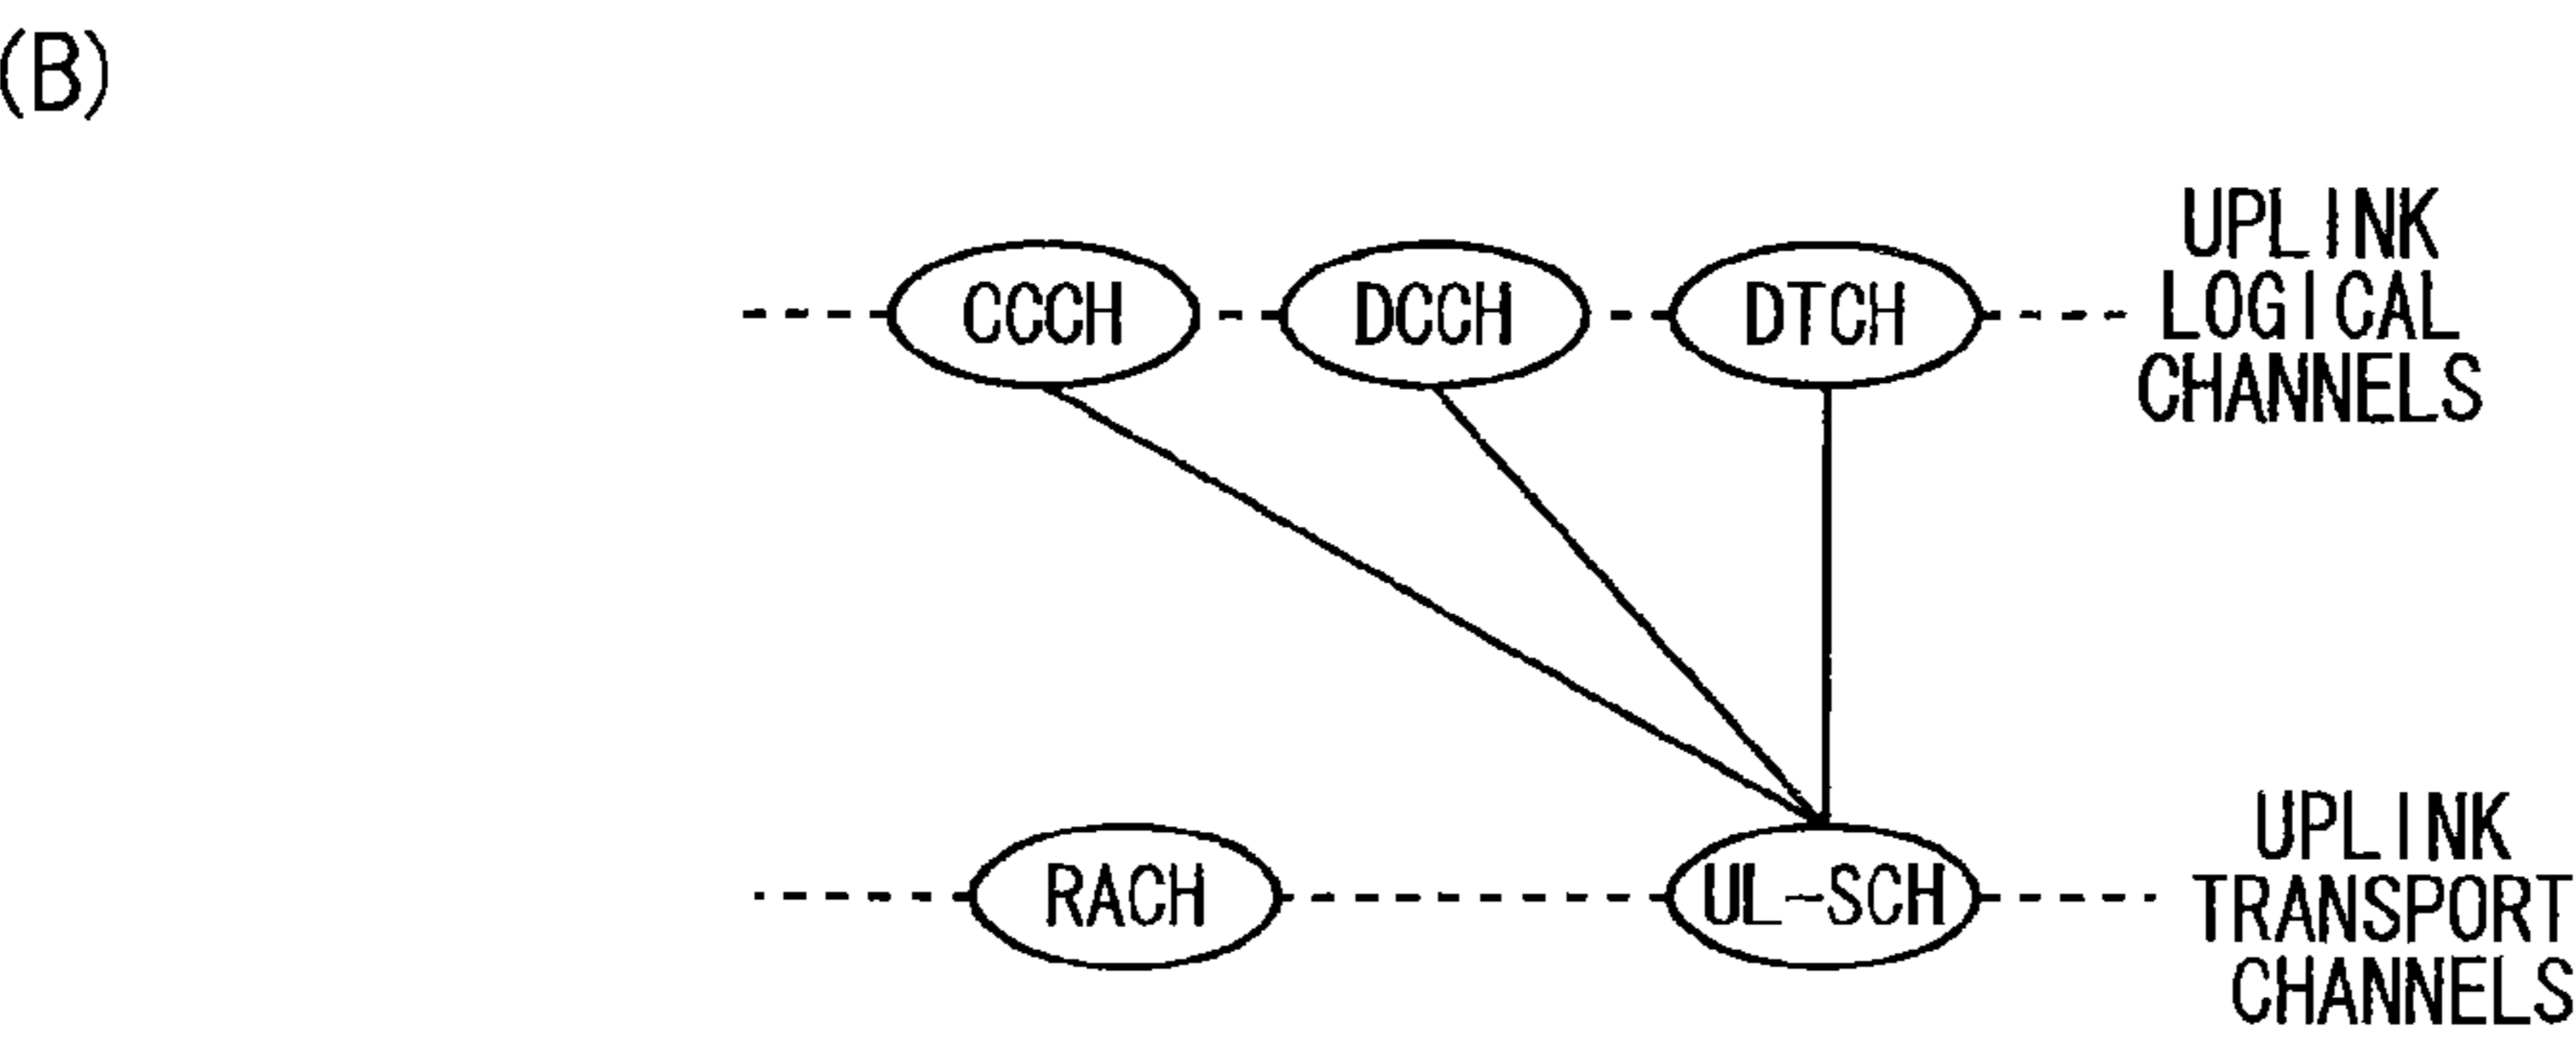 (B)
UPLINK
LOGICAL
CHANNELS
CCCH DCCH DTCH
RACH UL-SCH
UPLINK
TRANSPORT
CHANNELS